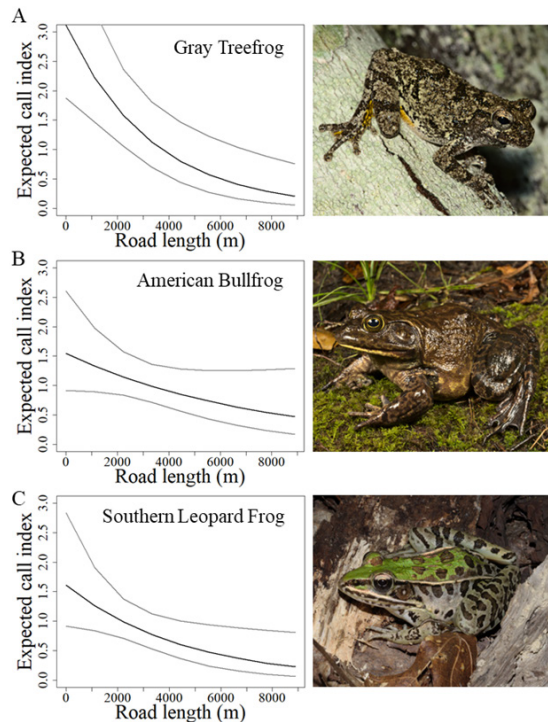 A
Gray Treefrog
Expected call index
0.0 0.5 1.0 1.5 2.0 2.5 3.0
0 2000 4000 6000 8000
Road length (m)
B
American Bullfrog
Expected call index
0.0 0.5 1.0 1.5 2.0 2.5 3.0
0 2000 4000 6000 8000
Road length (m)
C
Southern Leopard Frog
Expected call index
0.0 0.5 1.0 1.5 2.0 2.5 3.0
0 2000 4000 6000 8000
Road length (m)